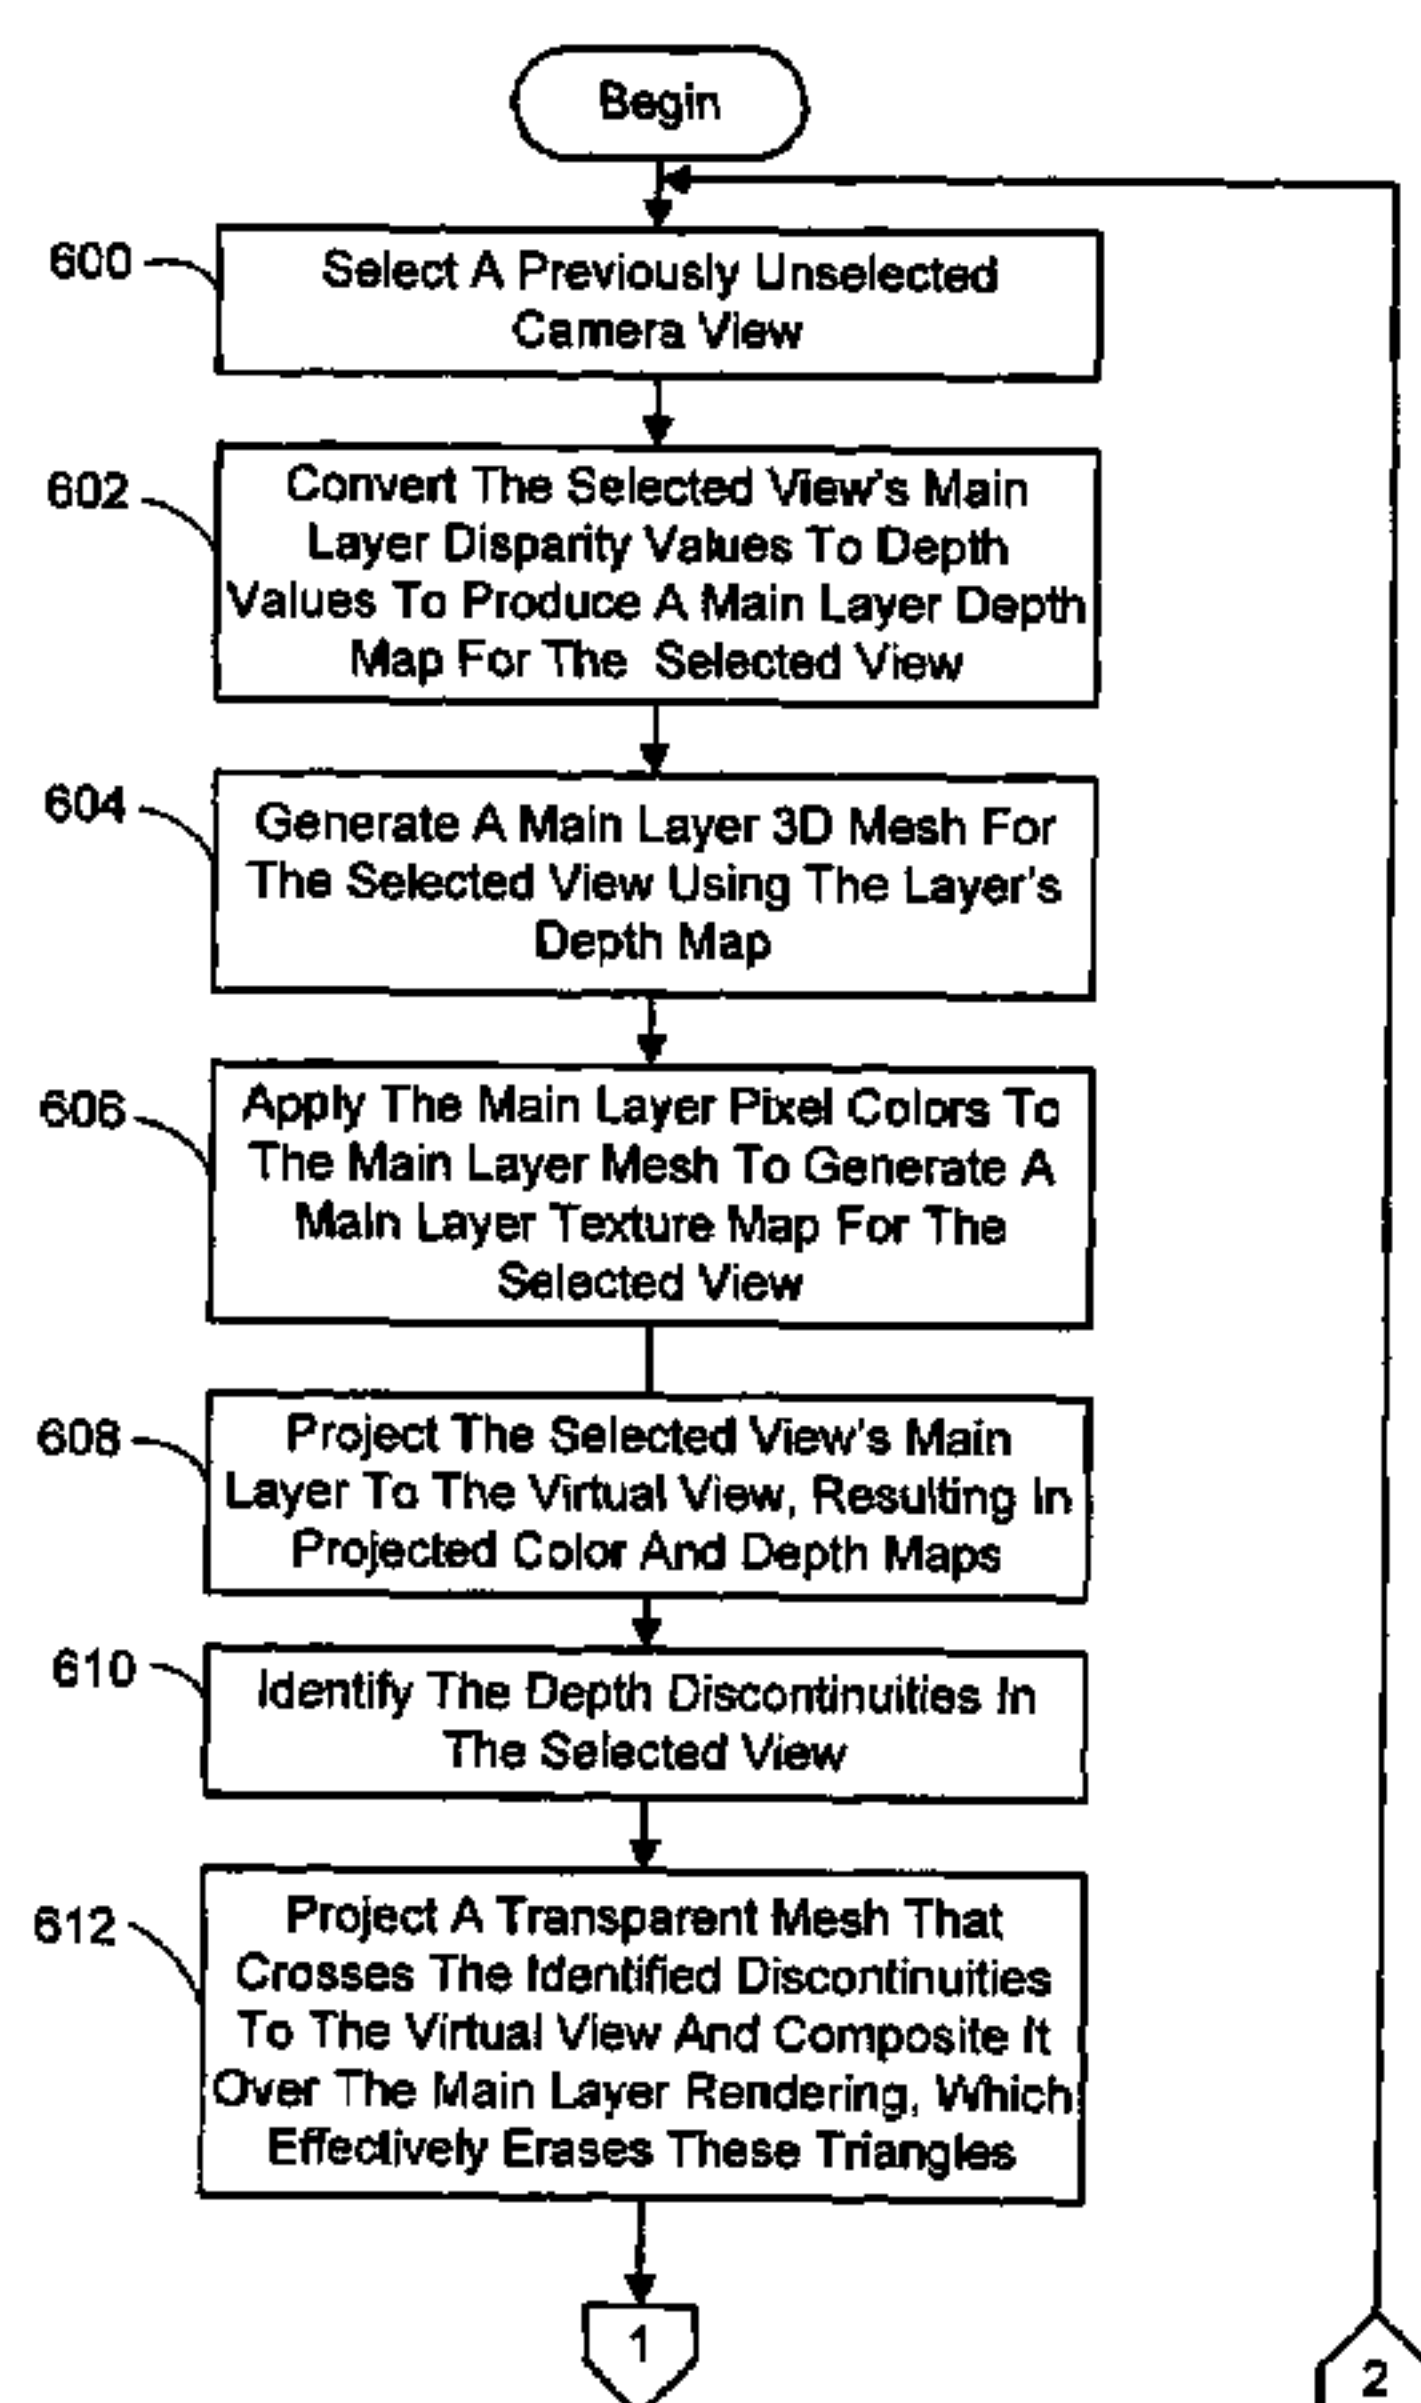 Begin
600
Select A Previously Unselected
Camera View
602
Convert The Selected View's Main
Layer Disparity Values To Depth
Values To Produce A Main Layer Depth
Map For The Selected View
604
Generate A Main Layer 3D Mesh For
The Selected View Using The Layer's
Depth Map
606
Apply The Main Layer Pixel Colors To
The Main Layer Mesh To Generate A
Main Layer Texture Map For The
Selected View
608
Project The Selected View's Main
Layer To The Virtual View, Resulting In
Projected Color And Depth Maps
610
Identify The Depth Discontinuities In
The Selected View
612
Project A Transparent Mesh That
Crosses The Identified Discontinuities
To The Virtual View And Composite It
Over The Main Layer Rendering, Which
Effectively Erases These Triangles
1
2